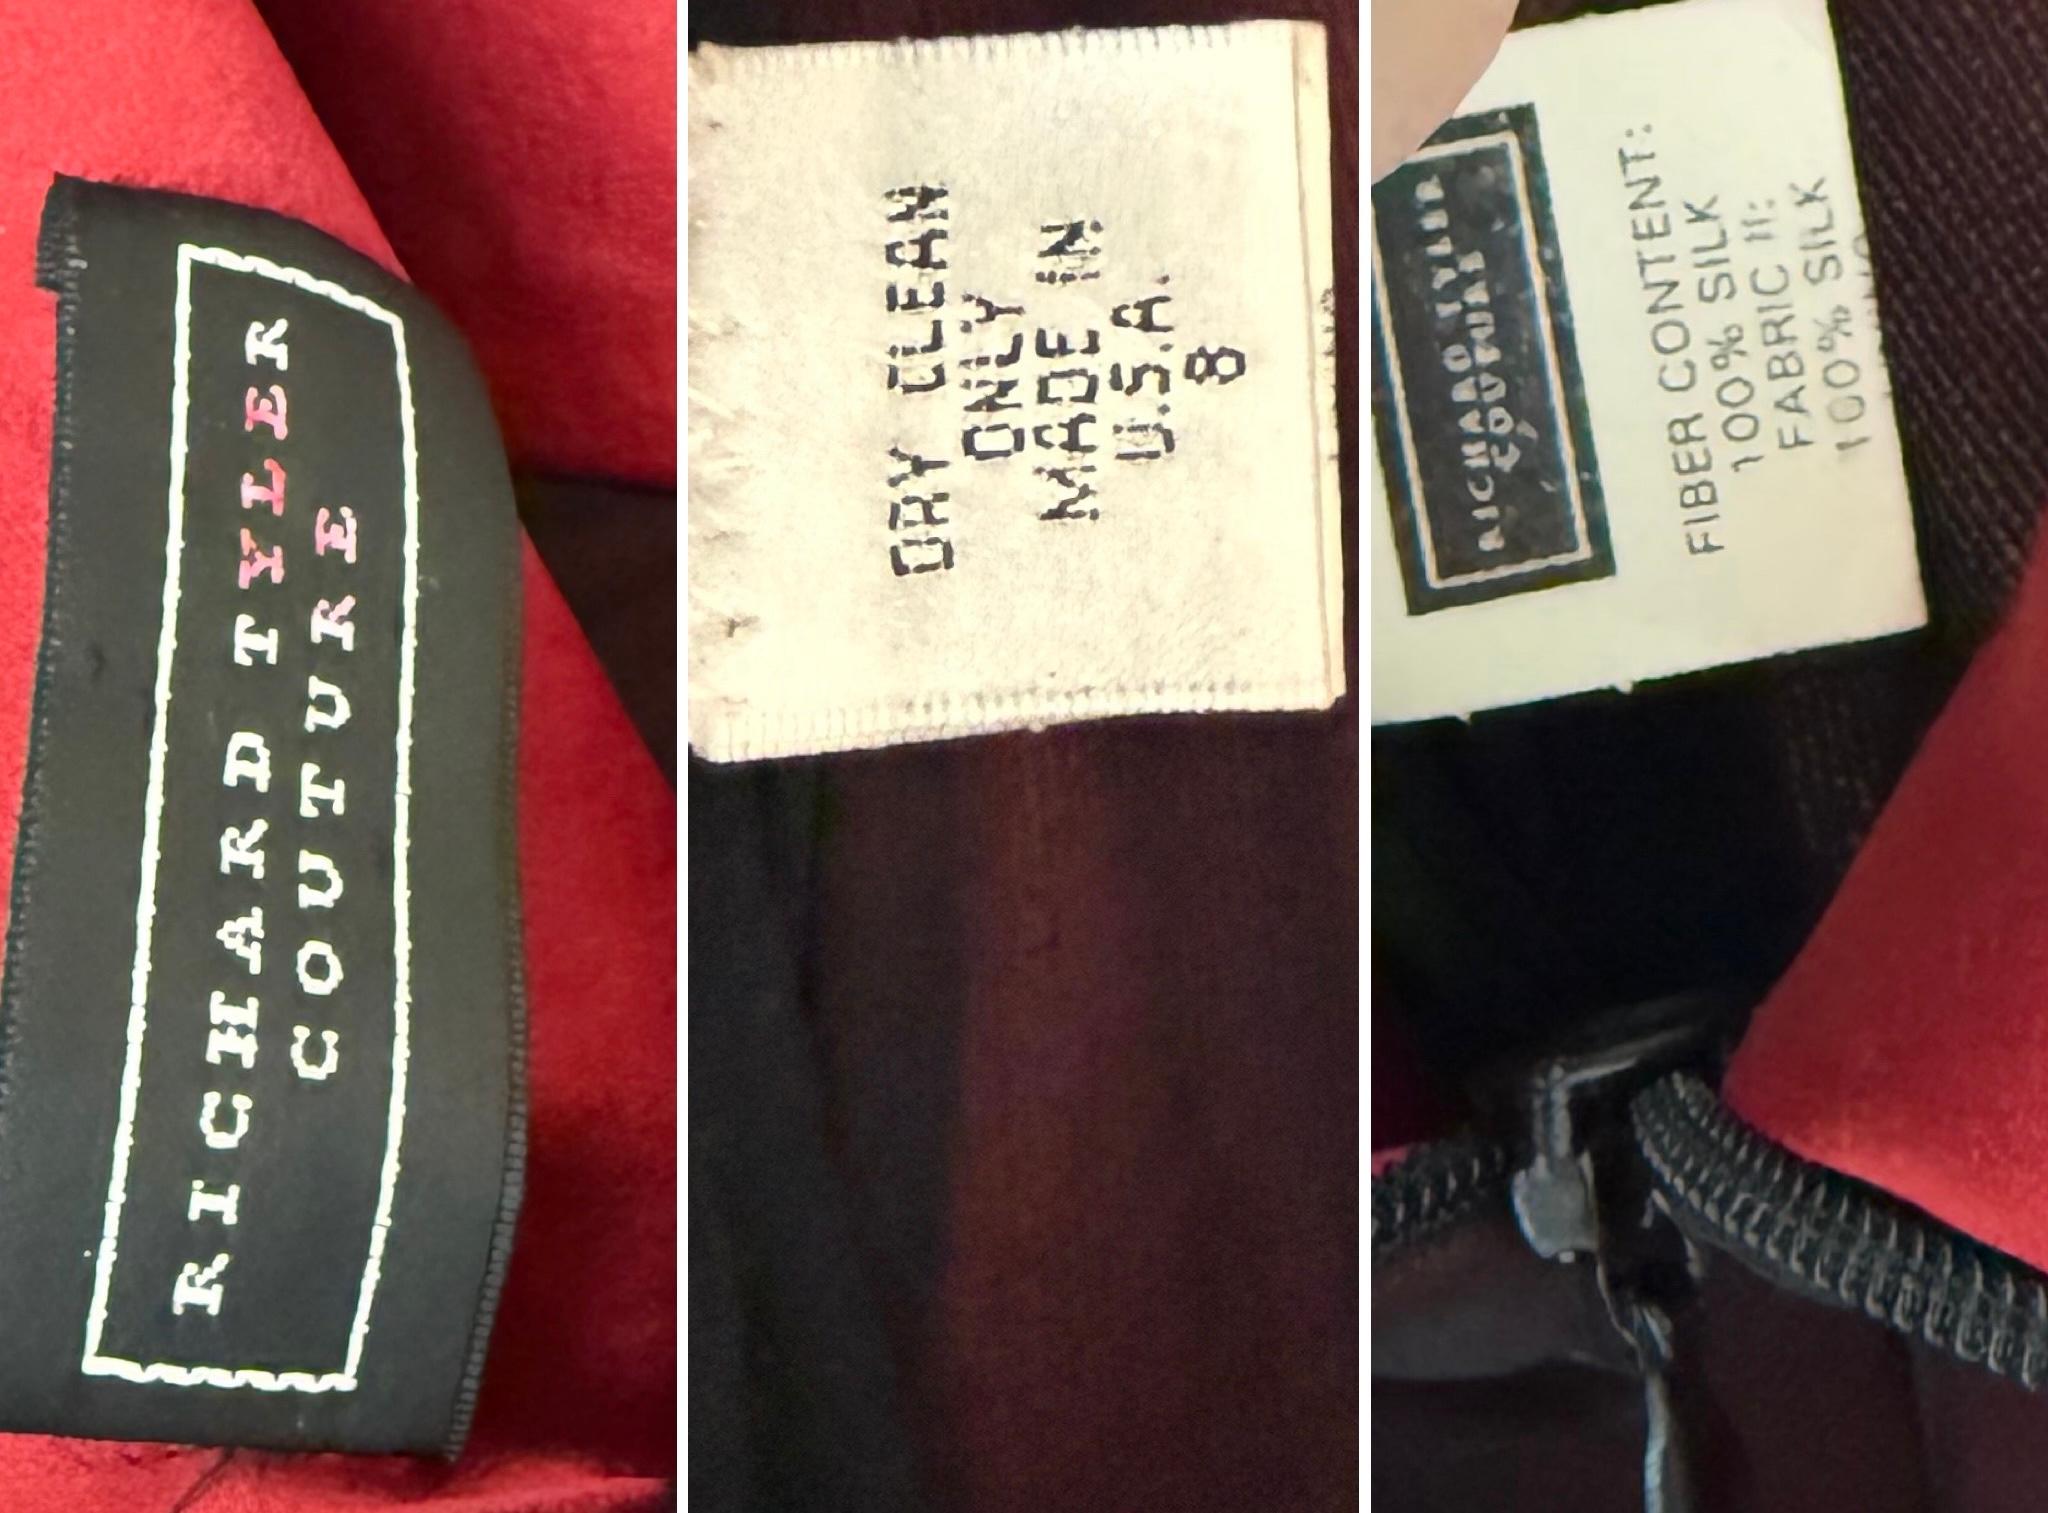 RICHARD TYLER
COUTURE
DRY CLEAN
ONLY
MADE IN
U.S.A.
8
RICHARD TYLER
COUTURE
FIBER CONTENT:
100% SILK
FABRIC II:
100% SILK